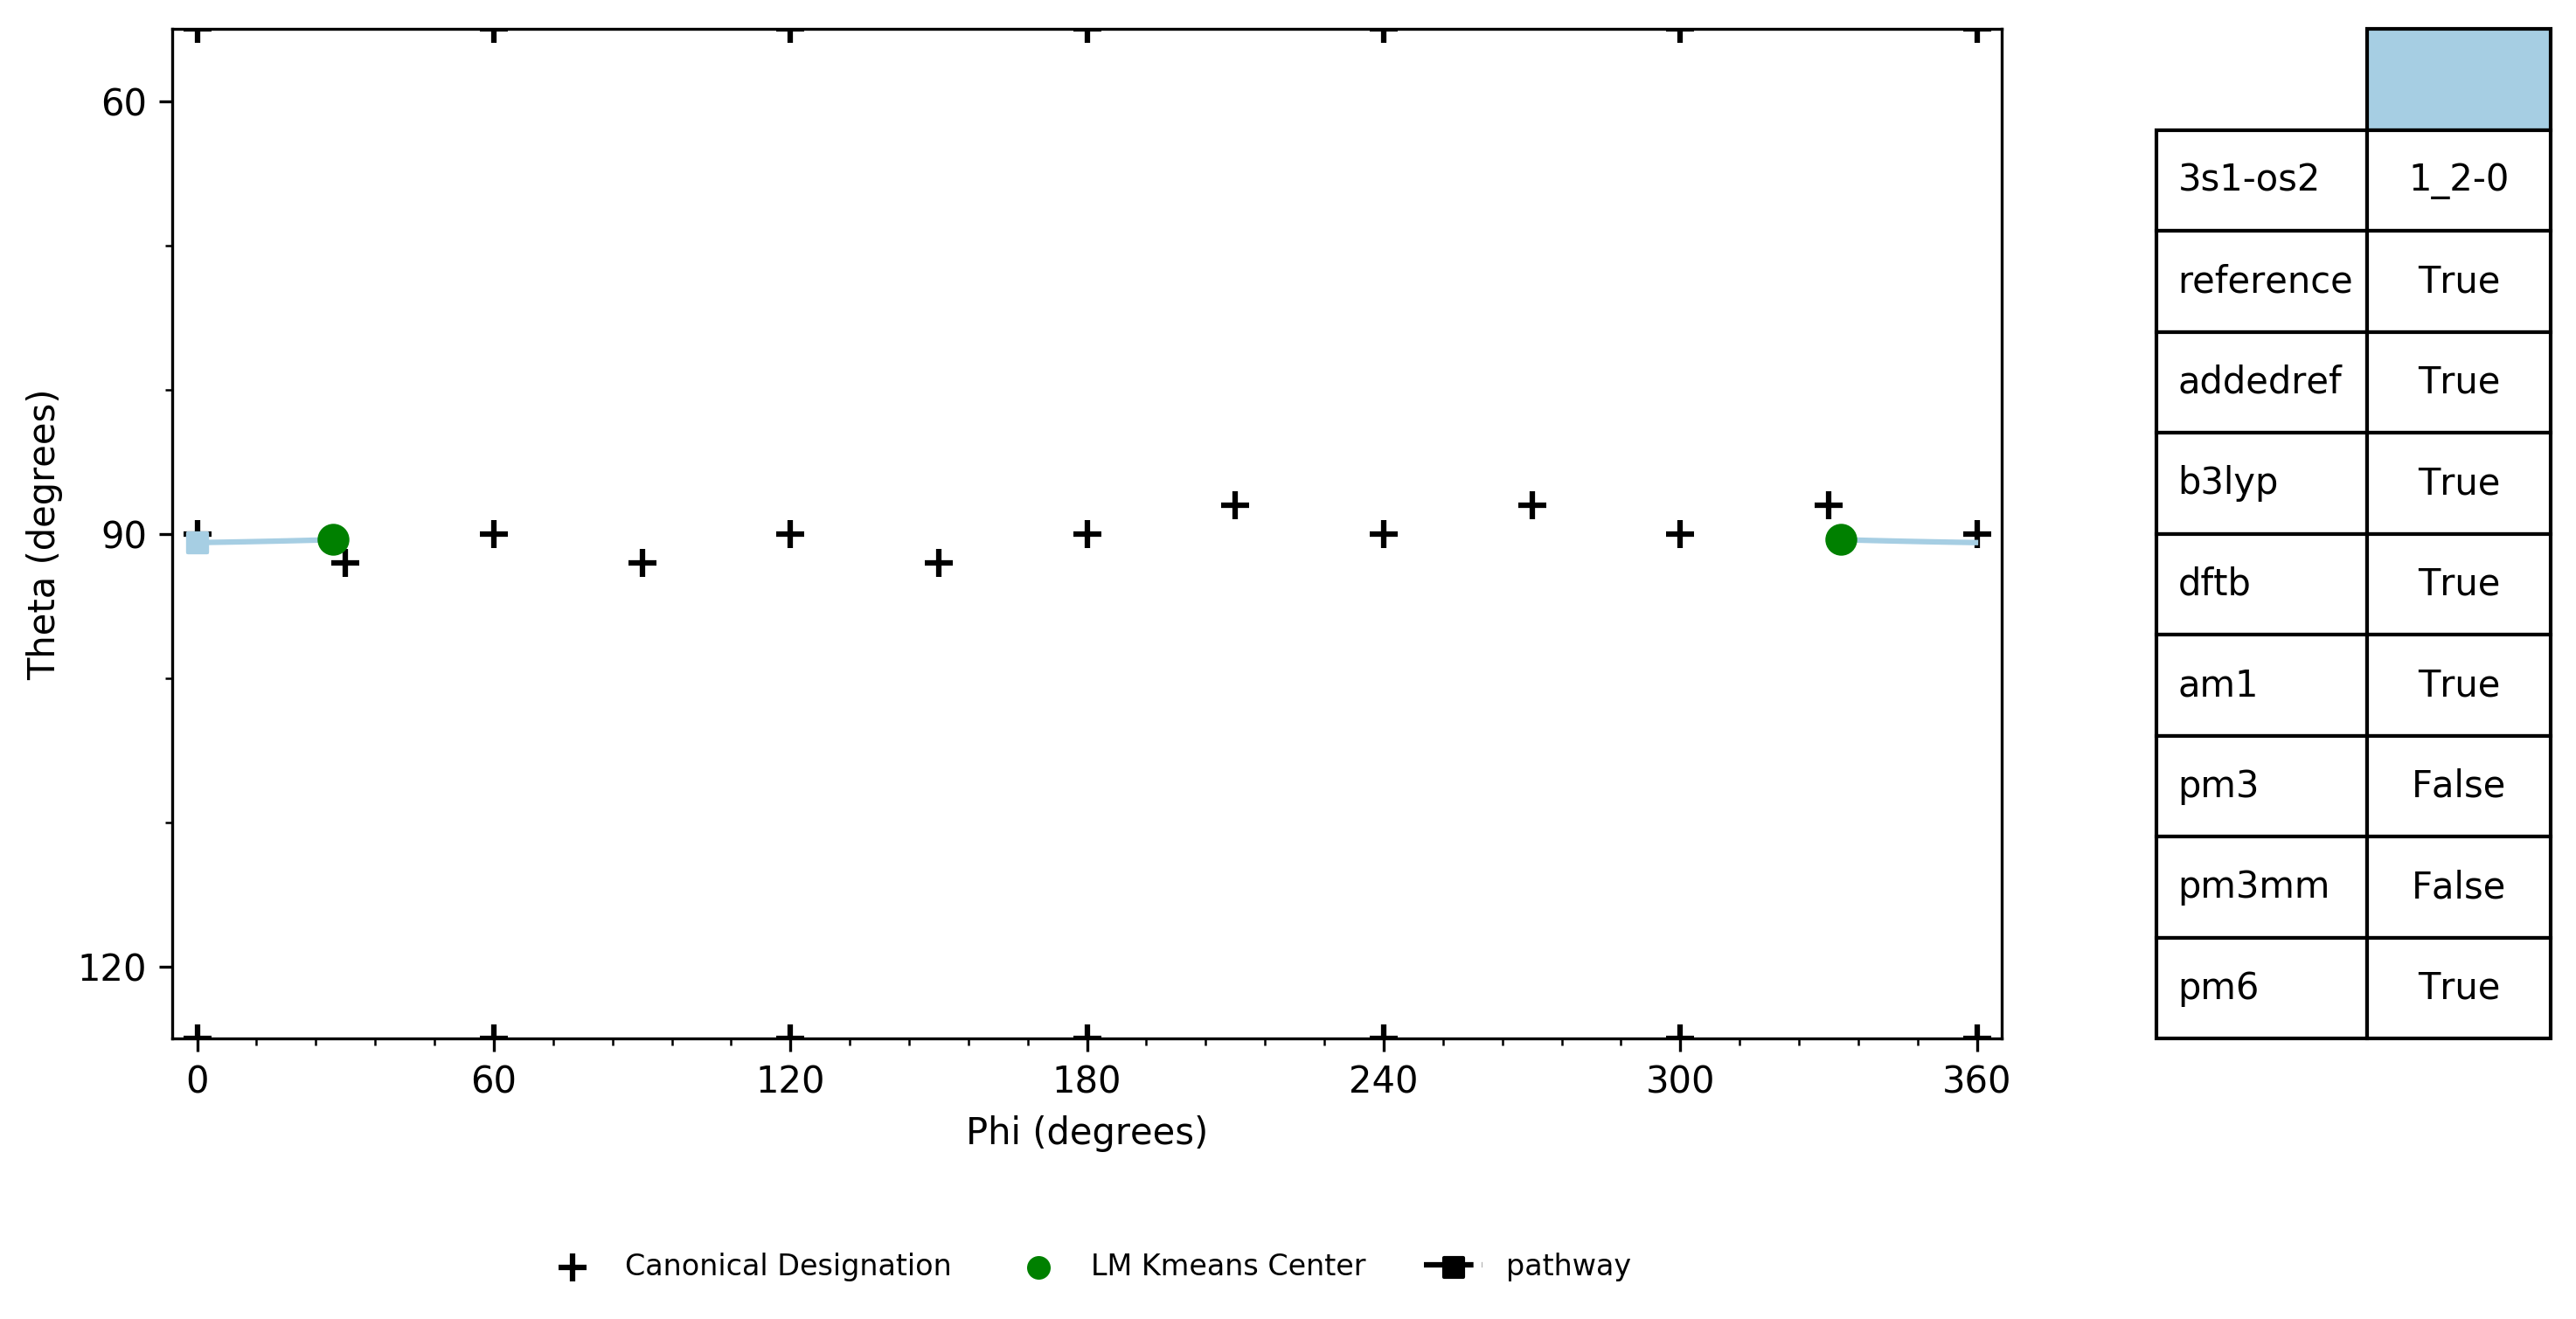 60
90
120
Theta (degrees)
0 60 120 180 240 300 360
Phi (degrees)
Canonical Designation LM Kmeans Center pathway
3s1-os2 1_2-0
reference True
addedref True
b3lyp True
dftb True
am1 True
pm3 False
pm3mm False
pm6 True